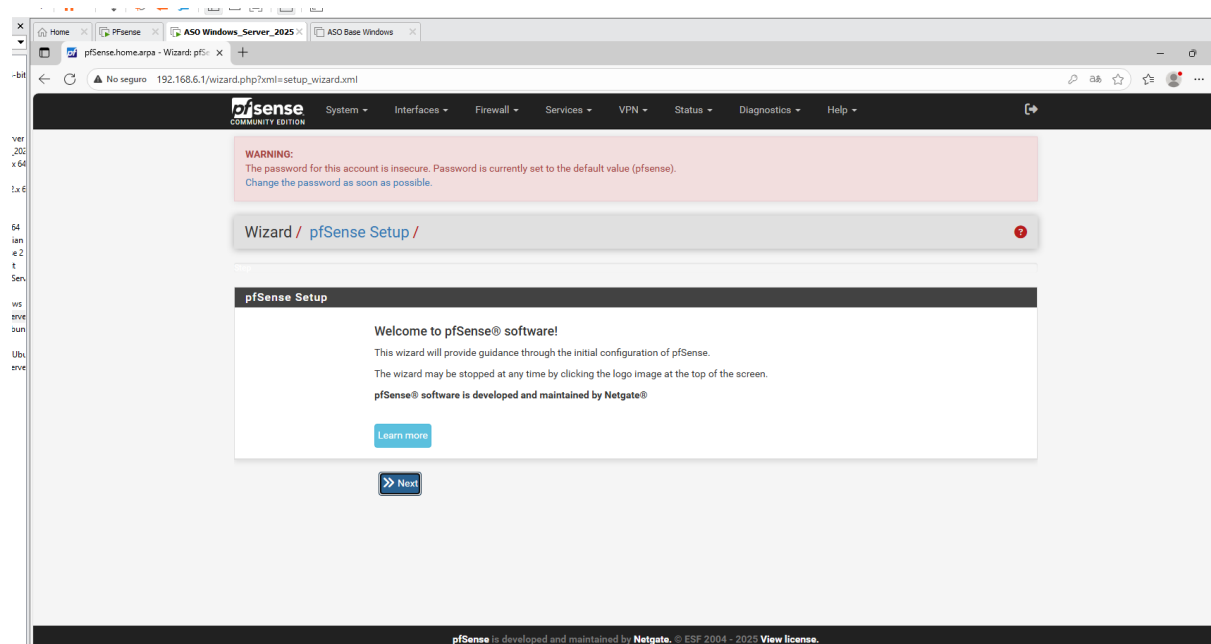 Home
PFsense
ASO Windows_Server_2025
ASO Base Windows
pfSense.home.arpa - Wizard: pfSe
No seguro 192.168.6.1/wizard.php?xml=setup_wizard.xml
pfsense
COMMUNITY EDITION
System Interfaces Firewall Services VPN Status Diagnostics Help
WARNING:
The password for this account is insecure. Password is currently set to the default value (pfsense).
Change the password as soon as possible.
Wizard / pfSense Setup /
pfSense Setup
Welcome to pfSense® software!
This wizard will provide guidance through the initial configuration of pfSense.
The wizard may be stopped at any time by clicking the logo image at the top of the screen.
pfSense® software is developed and maintained by Netgate®
Learn more
Next
pfSense is developed and maintained by Netgate. © ESF 2004 - 2025 View license.